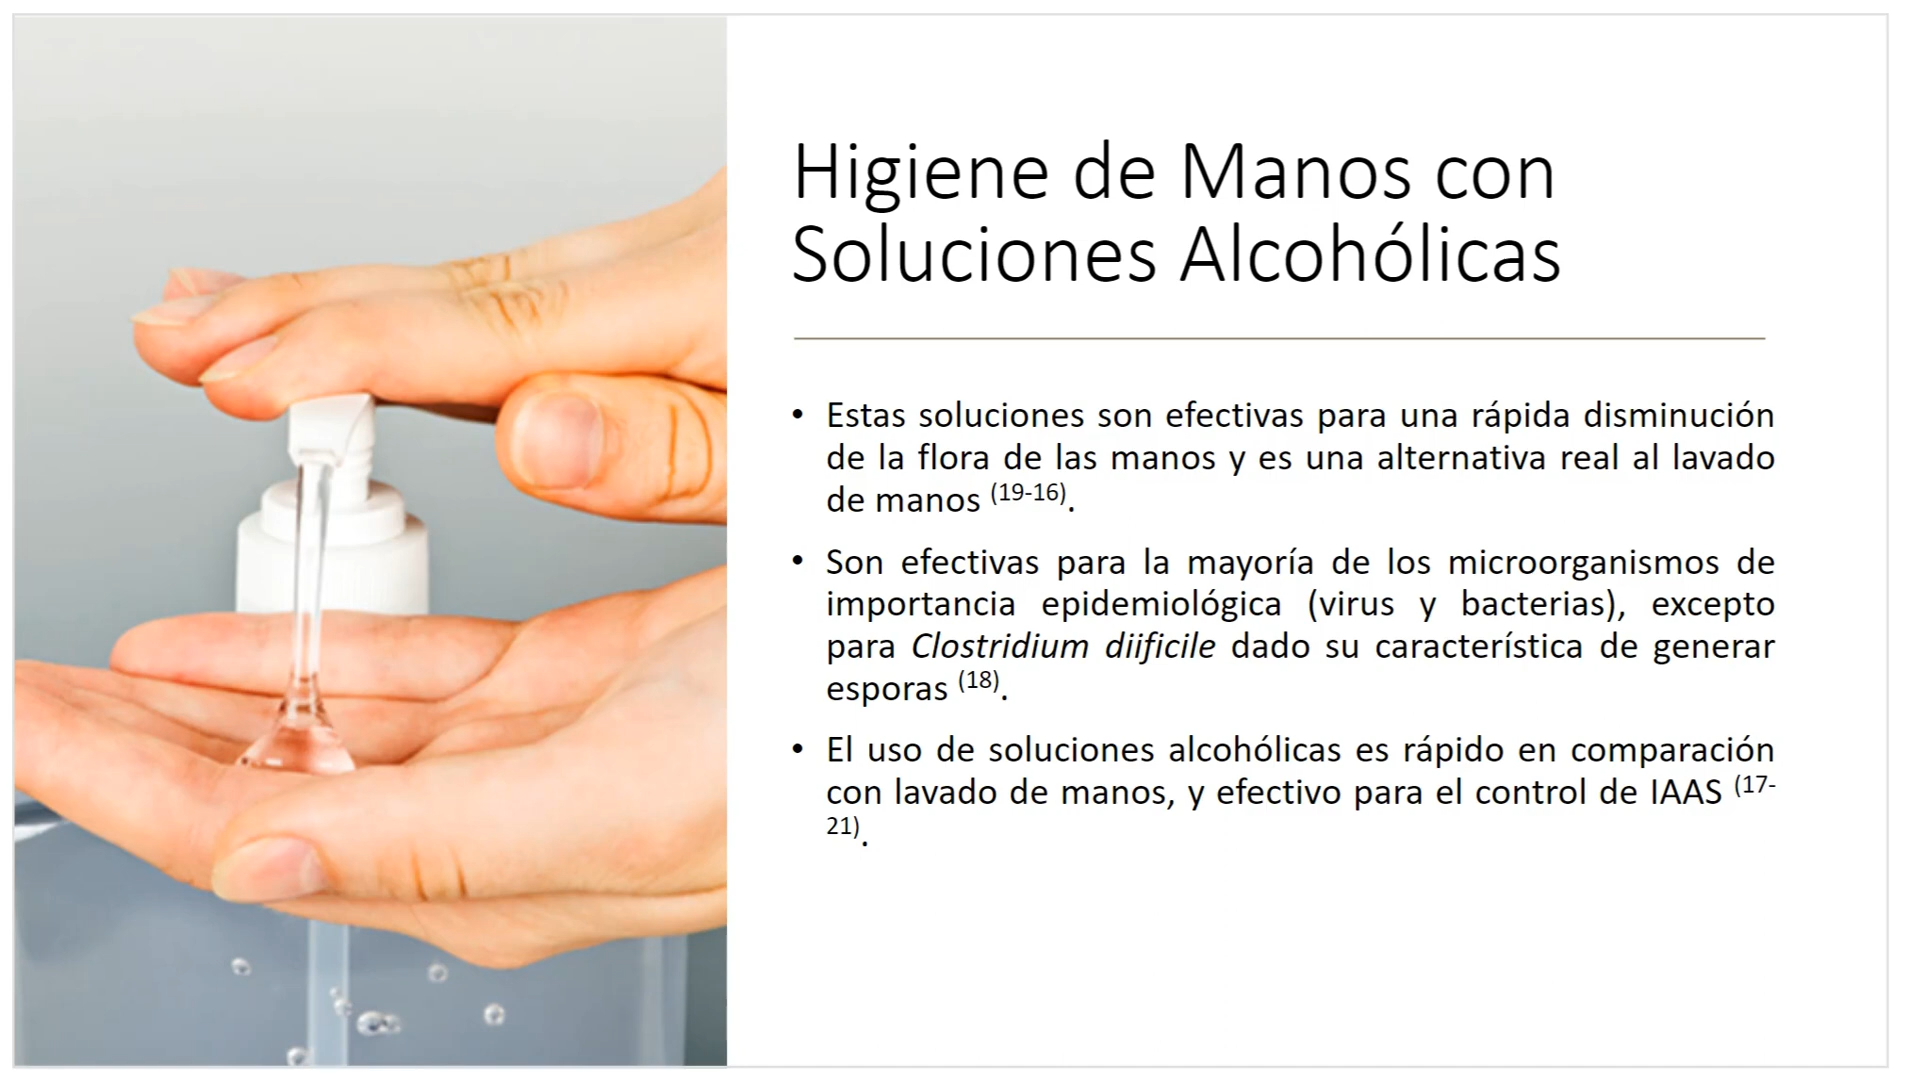 Higiene de Manos con
Soluciones Alcohólicas
• Estas soluciones son efectivas para una rápida disminución
de la flora de las manos y es una alternativa real al lavado
de manos (19-16).
• Son efectivas para la mayoría de los microorganismos de
importancia epidemiológica (virus y bacterias), excepto
para Clostridium diificile dado su característica de generar
esporas (18).
• El uso de soluciones alcohólicas es rápido en comparación
con lavado de manos, y efectivo para el control de IAAS (17-
21).